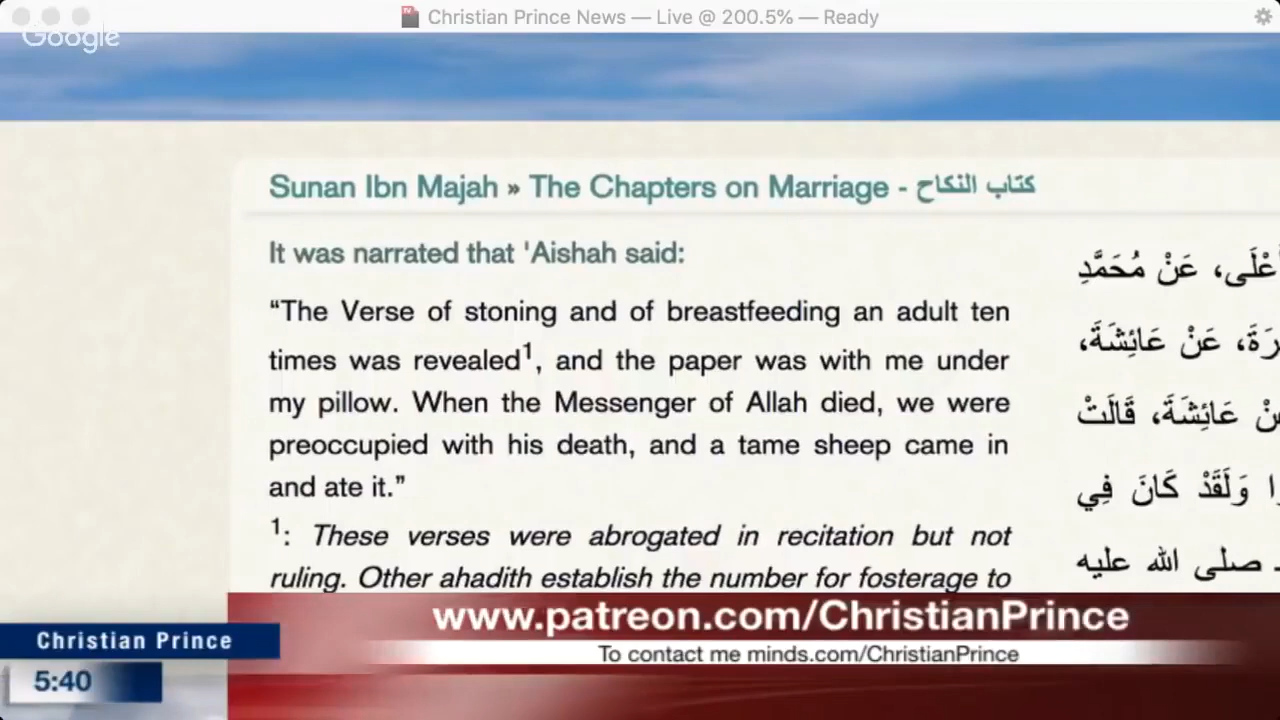 Christian Prince News — Live @ 200.5% — Ready
Google
Sunan Ibn Majah » The Chapters on Marriage - كتاب النكاح
It was narrated that 'Aishah said:
“The Verse of stoning and of breastfeeding an adult ten
times was revealed1, and the paper was with me under
my pillow. When the Messenger of Allah died, we were
preoccupied with his death, and a tame sheep came in
and ate it.”
1: These verses were abrogated in recitation but not
ruling. Other ahadith establish the number for fosterage to
عَنْ مُحَمَّدِ
عَنْ عَائِشَةَ،
عَائِشَةَ، قَالَتْ
وَلَقَدْ كَانَ فِي
صلى الله عليه
www.patreon.com/ChristianPrince
To contact me minds.com/ChristianPrince
Christian Prince
5:40